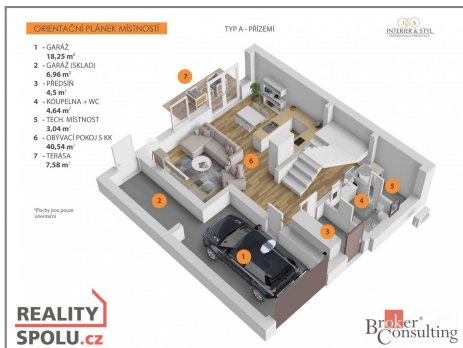 ORIENTAČNÍ PLÁNEK MÍSTNOSTÍ
TYP A - PŘÍZEMÍ
I & S
INTERIÉR & STYL
1 - GARÁŽ
18,25 m²
2 - GARÁŽ (SKLAD)
6,96 m²
3 - PŘEDSÍŇ
4,5 m²
4 - KOUPELNA + WC
4,64 m²
5 - TECH. MÍSTNOST
3,04 m²
6 - OBÝVACÍ POKOJ S KK
40,54 m²
7 - TERASA
7,58 m²
*Plochy jsou pouze
orientační
7
6
2
5
4
3
1
REALITY
SPOLU.cz
Broker Consulting®